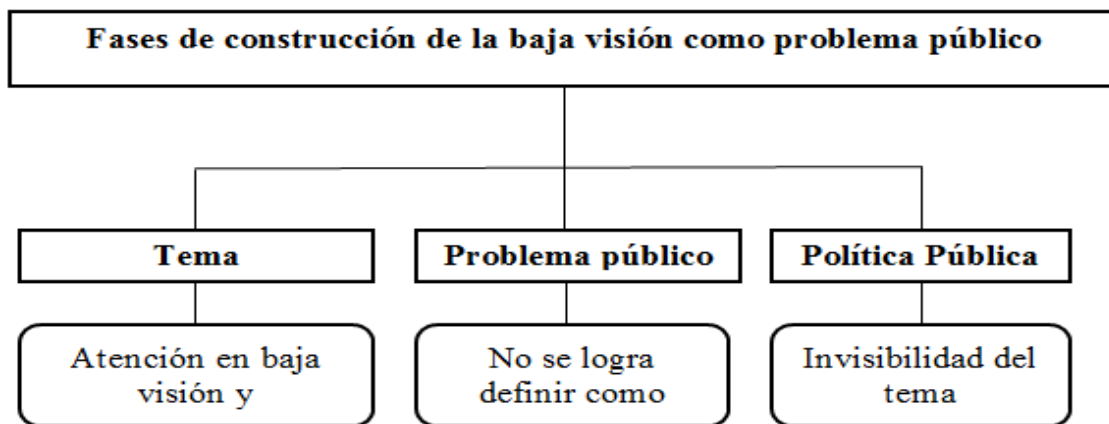 Fases de construcción de la baja visión como problema público
Tema
Problema público
Política Pública
Atención en baja
visión y
No se logra
definir como
Invisibilidad del
tema